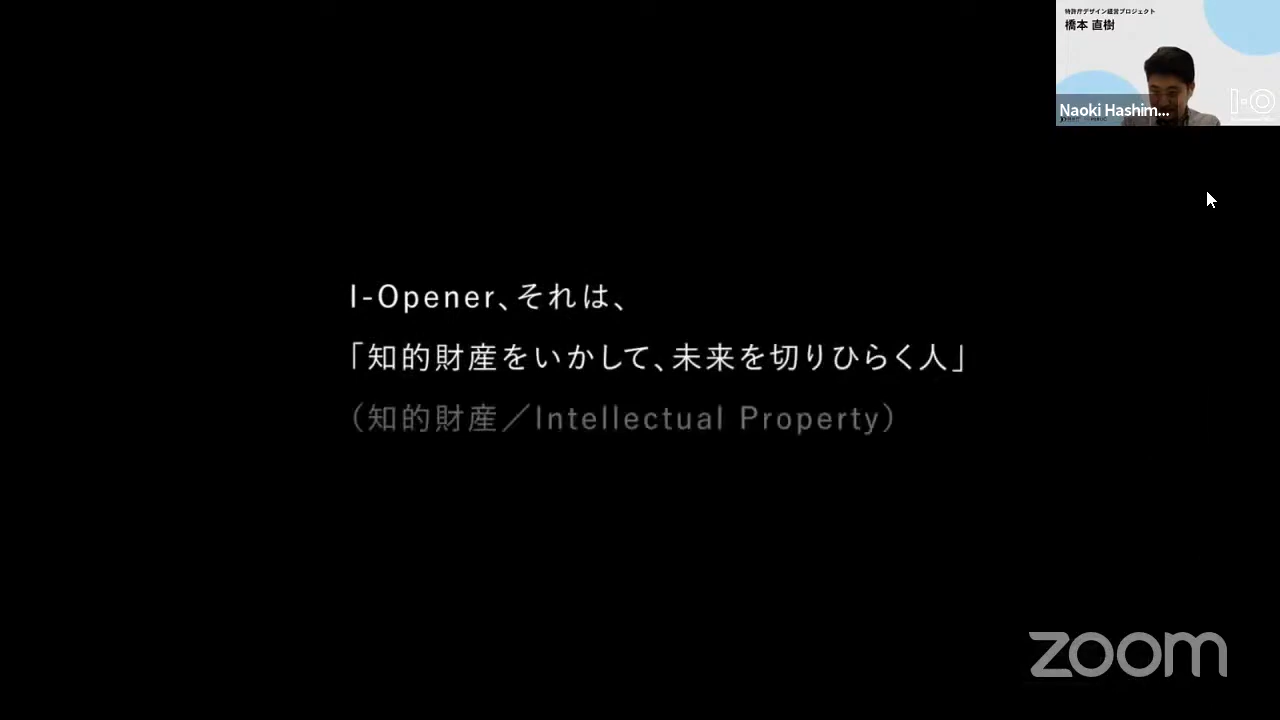 特許庁デザイン経営プロジェクト
橋本 直樹
Naoki Hashim...
I-O
I-Opener、それは、
「知的財産をいかして、未来を切りひらく人」
（知的財産／Intellectual Property）
zoom